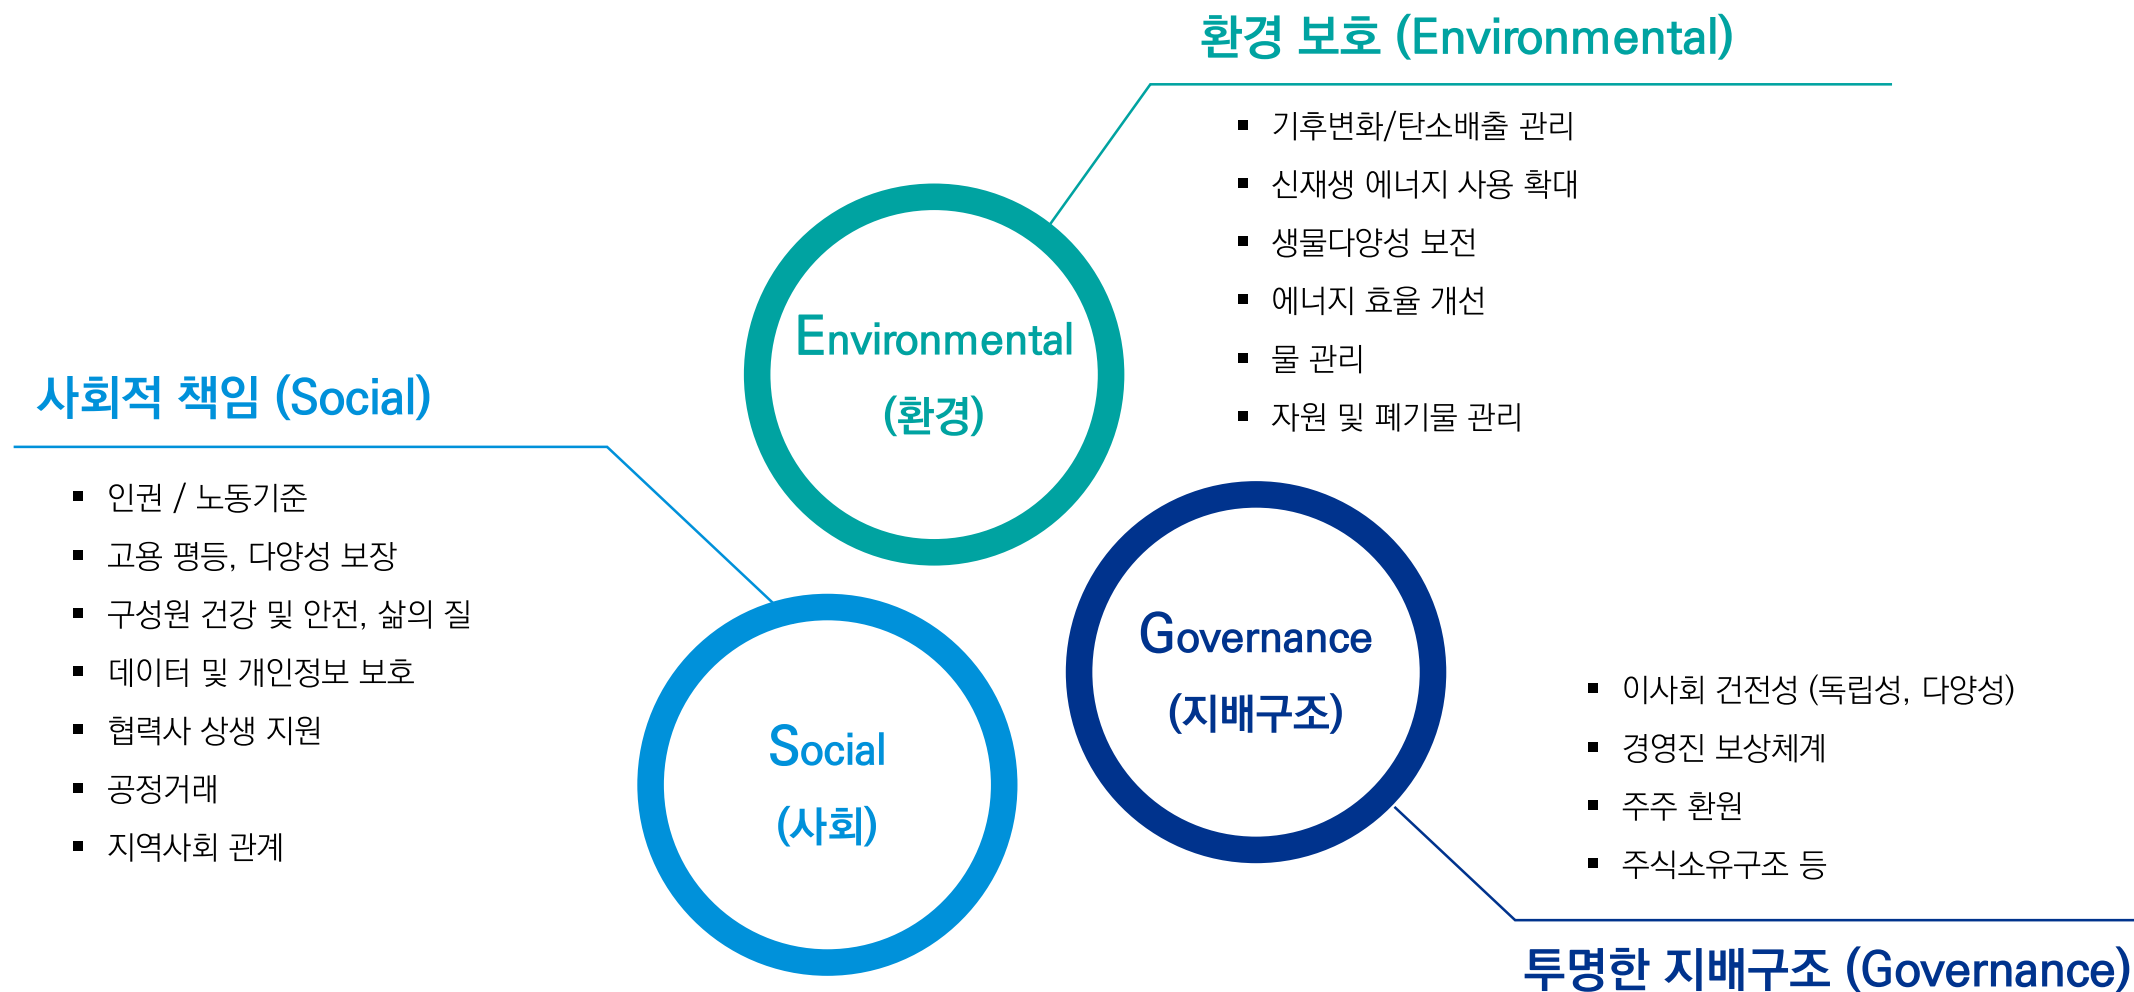 환경 보호 (Environmental)
▪ 기후변화/탄소배출 관리
▪ 신재생 에너지 사용 확대
▪ 생물다양성 보전
▪ 에너지 효율 개선
▪ 물 관리
▪ 자원 및 폐기물 관리
Environmental
(환경)
사회적 책임 (Social)
▪ 인권 / 노동기준
▪ 고용 평등, 다양성 보장
▪ 구성원 건강 및 안전, 삶의 질
▪ 데이터 및 개인정보 보호
▪ 협력사 상생 지원
▪ 공정거래
▪ 지역사회 관계
Social
(사회)
Governance
(지배구조)
▪ 이사회 건전성 (독립성, 다양성)
▪ 경영진 보상체계
▪ 주주 환원
▪ 주식소유구조 등
투명한 지배구조 (Governance)